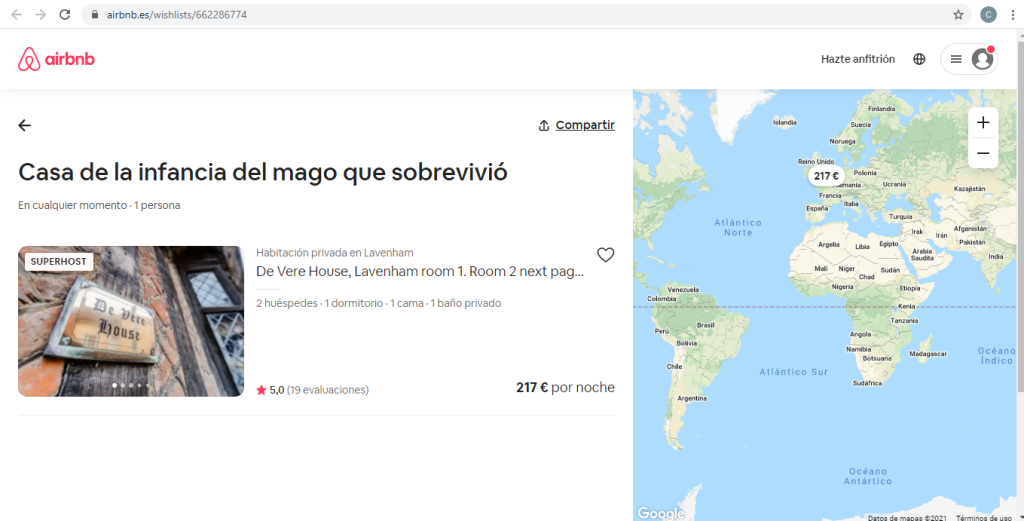 airbnb.es/wishlists/662286774
C
airbnb
Hazte anfitrión
Compartir
Casa de la infancia del mago que sobrevivió
En cualquier momento · 1 persona
SUPERHOST
De Vere
House
Habitación privada en Lavenham
De Vere House, Lavenham room 1. Room 2 next pag...
2 huéspedes · 1 dormitorio · 1 cama · 1 baño privado
5,0 (19 evaluaciones)
217 € por noche
Finlandia
Islandia
Suecia
Noruega
Reino Unido
217 €
Polonia
Ucrania
Kazajistán
Francia
Italia
España
Turquía
Atlántico
Norte
Irak
Irán
Afganistán
Pakistán
Argelia
Libia
Egipto
Arabia
Saudita
India
Malí
Níger
Chad
Sudán
Nigeria
Etiopía
Venezuela
Colombia
Kenia
Tanzania
Perú
Brasil
Bolivia
Angola
Namibia
Botsuana
Madagascar
Océano
Índico
Chile
Atlántico Sur
Sudáfrica
Argentina
Océano
Antártico
Google
Datos de mapas ©2021
Términos de uso